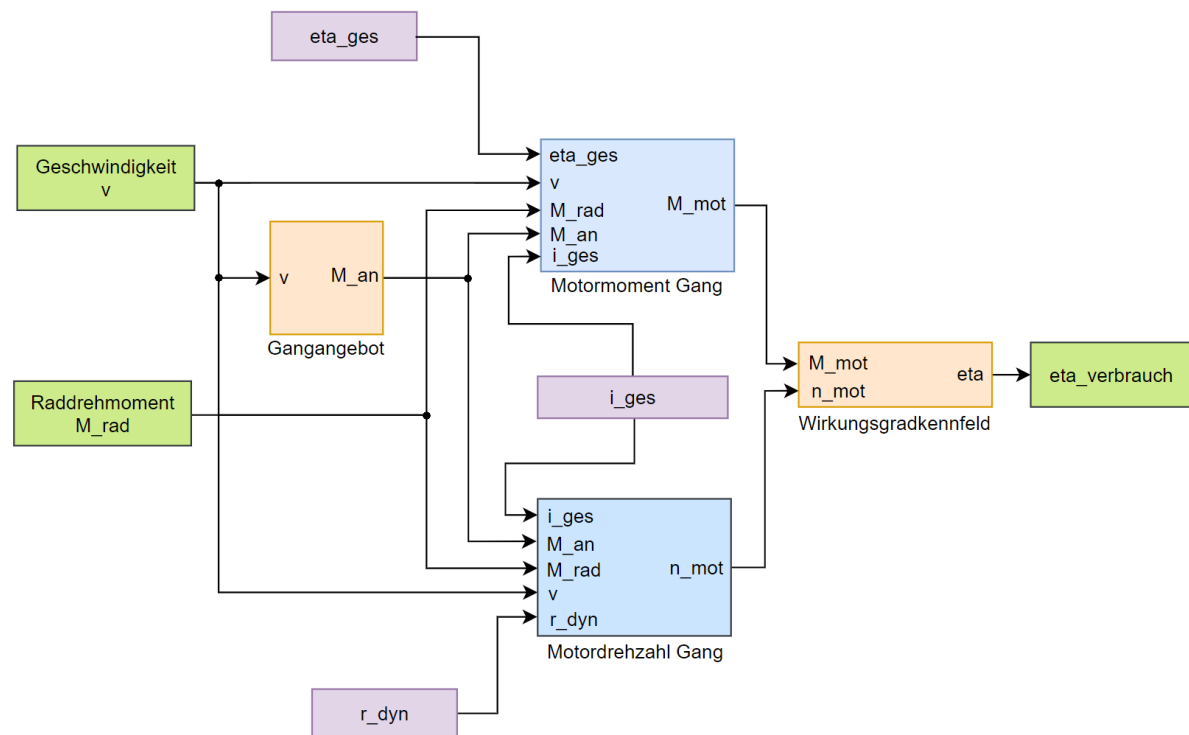 eta_ges
Geschwindigkeit
v
v
M_an
Gangangebot
Raddrehmoment
M_rad
eta_ges
v
M_rad
M_an
i_ges
M_mot
Motormoment Gang
i_ges
i_ges
M_an
M_rad
v
r_dyn
n_mot
Motordrehzahl Gang
r_dyn
M_mot
n_mot
eta
Wirkungsgradkennfeld
eta_verbrauch